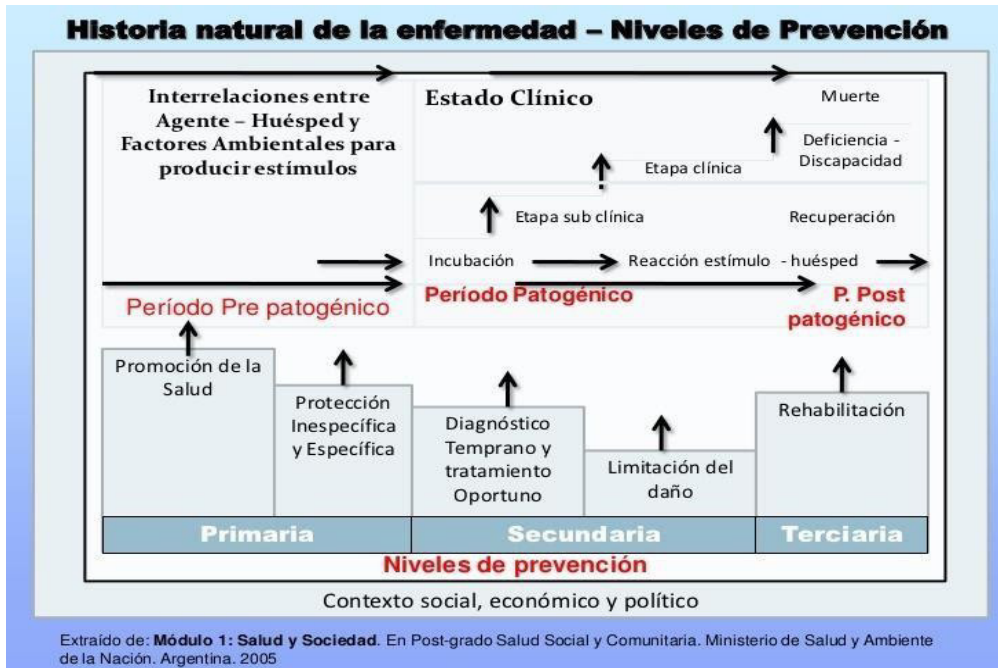 Historia natural de la enfermedad – Niveles de Prevención
Interrelaciones entre
Agente – Huésped y
Factores Ambientales para
producir estímulos
Estado Clínico
Muerte
Deficiencia -
Discapacidad
Etapa clínica
Etapa sub clínica
Recuperación
Incubación
Reacción estímulo - huésped
Período Pre patogénico
Período Patogénico
P. Post
patogénico
Promoción de la
Salud
Protección
Inespecífica
y Específica
Diagnóstico
Temprano y
tratamiento
Oportuno
Limitación del
daño
Rehabilitación
Primaria
Secundaria
Terciaria
Niveles de prevención
Contexto social, económico y político
Extraído de: Módulo 1: Salud y Sociedad. En Post-grado Salud Social y Comunitaria. Ministerio de Salud y Ambiente
de la Nación. Argentina. 2005